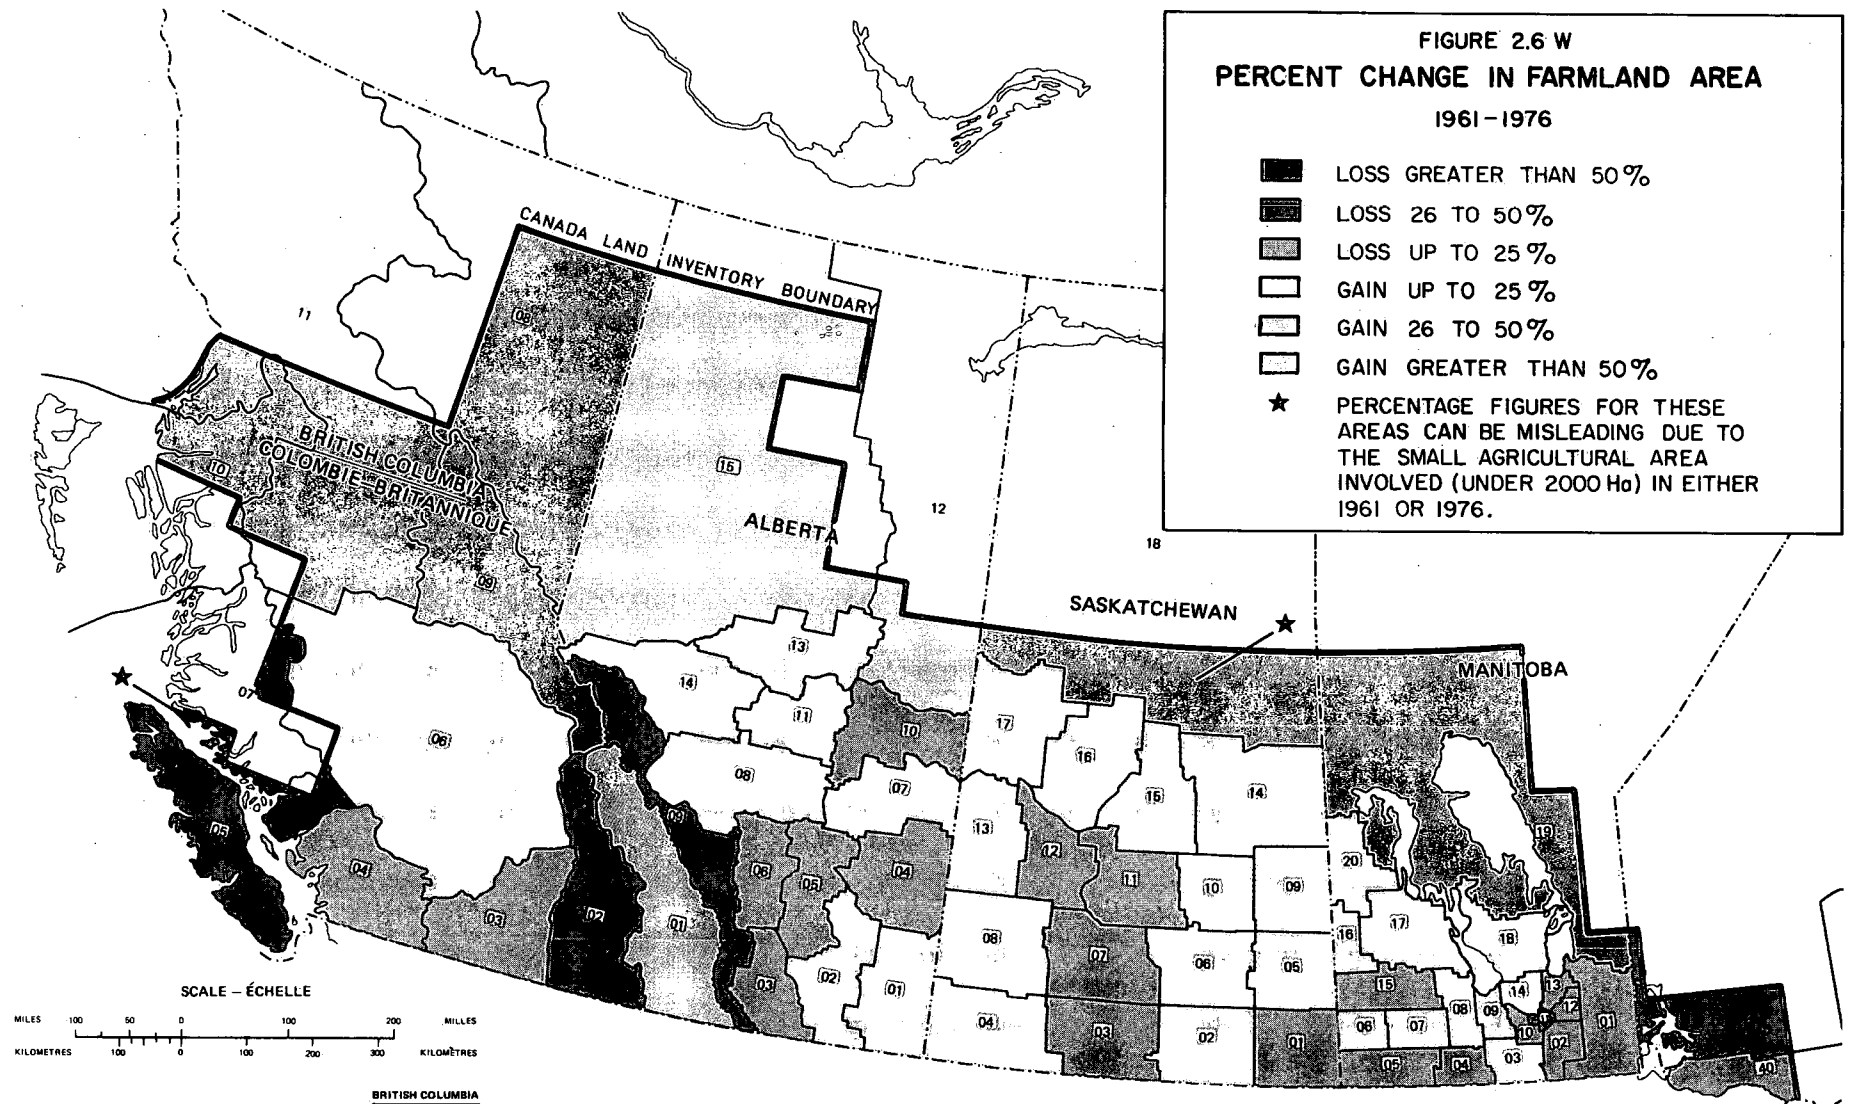 FIGURE 2.6 W
PERCENT CHANGE IN FARMLAND AREA
1961-1976
LOSS GREATER THAN 50%
LOSS 26 TO 50%
LOSS UP TO 25%
GAIN UP TO 25%
GAIN 26 TO 50%
GAIN GREATER THAN 50%
★ PERCENTAGE FIGURES FOR THESE
AREAS CAN BE MISLEADING DUE TO
THE SMALL AGRICULTURAL AREA
INVOLVED (UNDER 2000 Ha) IN EITHER
1961 OR 1976.
CANADA LAND INVENTORY BOUNDARY
11
08
BRITISH COLUMBIA
COLOMBIE-BRITANNIQUE
10
09
15
ALBERTA
12
18
SASKATCHEWAN
MANITOBA
07
06
05
04
03
02
01
09
13
14
11
10
08
07
06
05
04
03
02
01
17
16
15
14
13
12
11
10
09
08
07
06
05
04
03
02
01
19
20
17
16
18
15
14
13
12
10
09
08
07
06
05
04
03
02
01
40
SCALE – ÉCHELLE
MILES 100 50 0 100 200 MILLES
KILOMETRES 100 0 100 200 300 KILOMÈTRES
BRITISH COLUMBIA